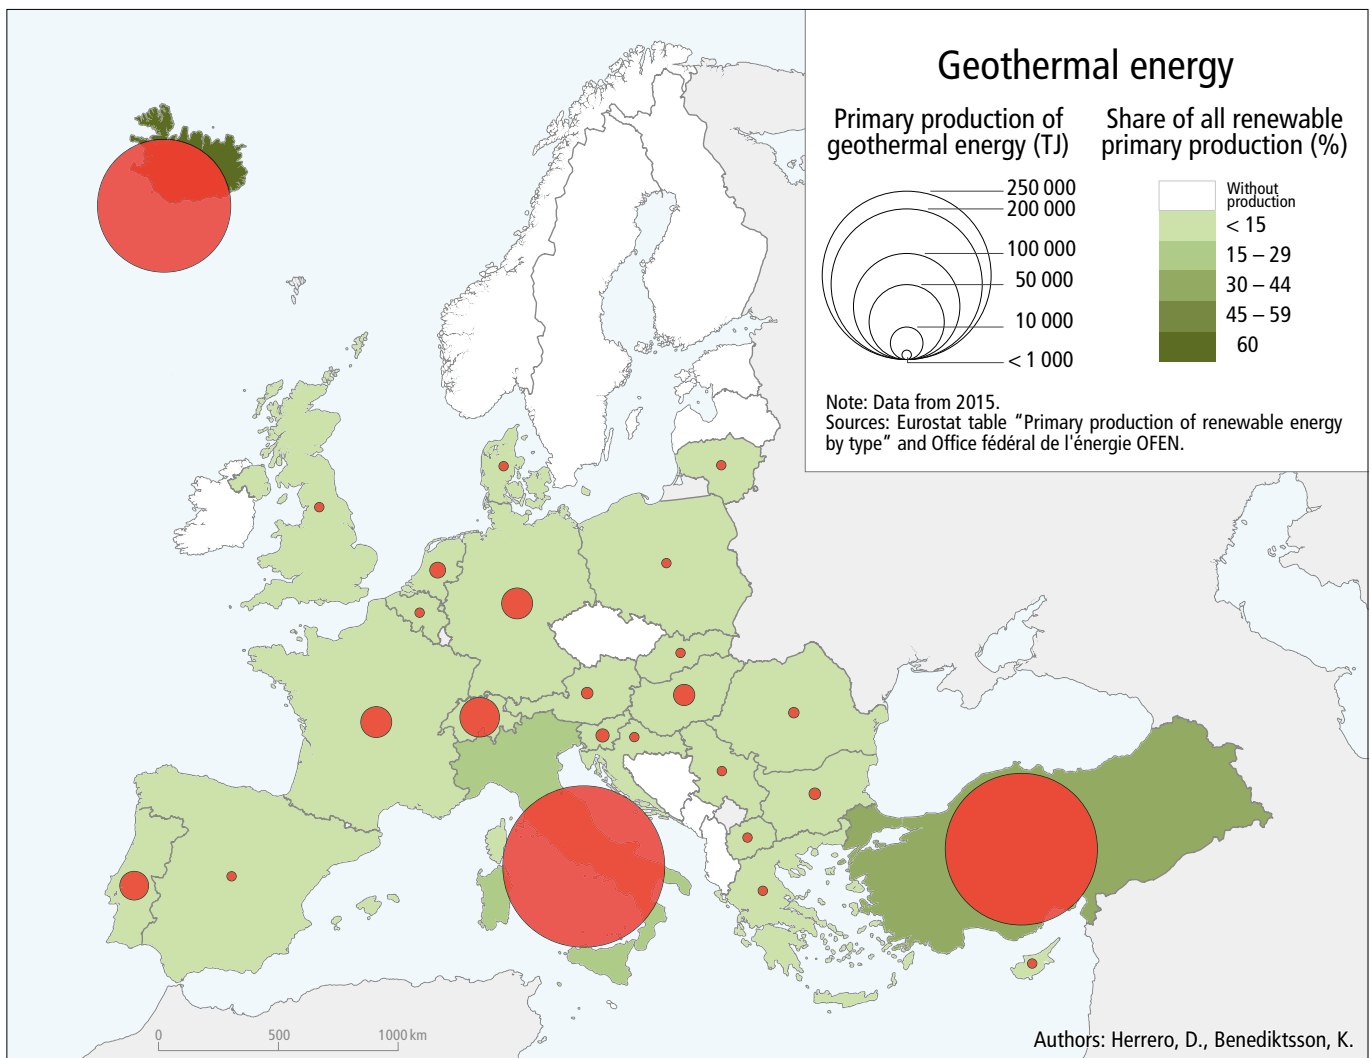 Geothermal energy
Primary production of
geothermal energy (TJ)
250 000
200 000
100 000
50 000
10 000
< 1 000
Share of all renewable
primary production (%)
Without
production
< 15
15 – 29
30 – 44
45 – 59
60
Note: Data from 2015.
Sources: Eurostat table “Primary production of renewable energy
by type” and Office fédéral de l'énergie OFEN.
0 500 1000 km
Authors: Herrero, D., Benediktsson, K.